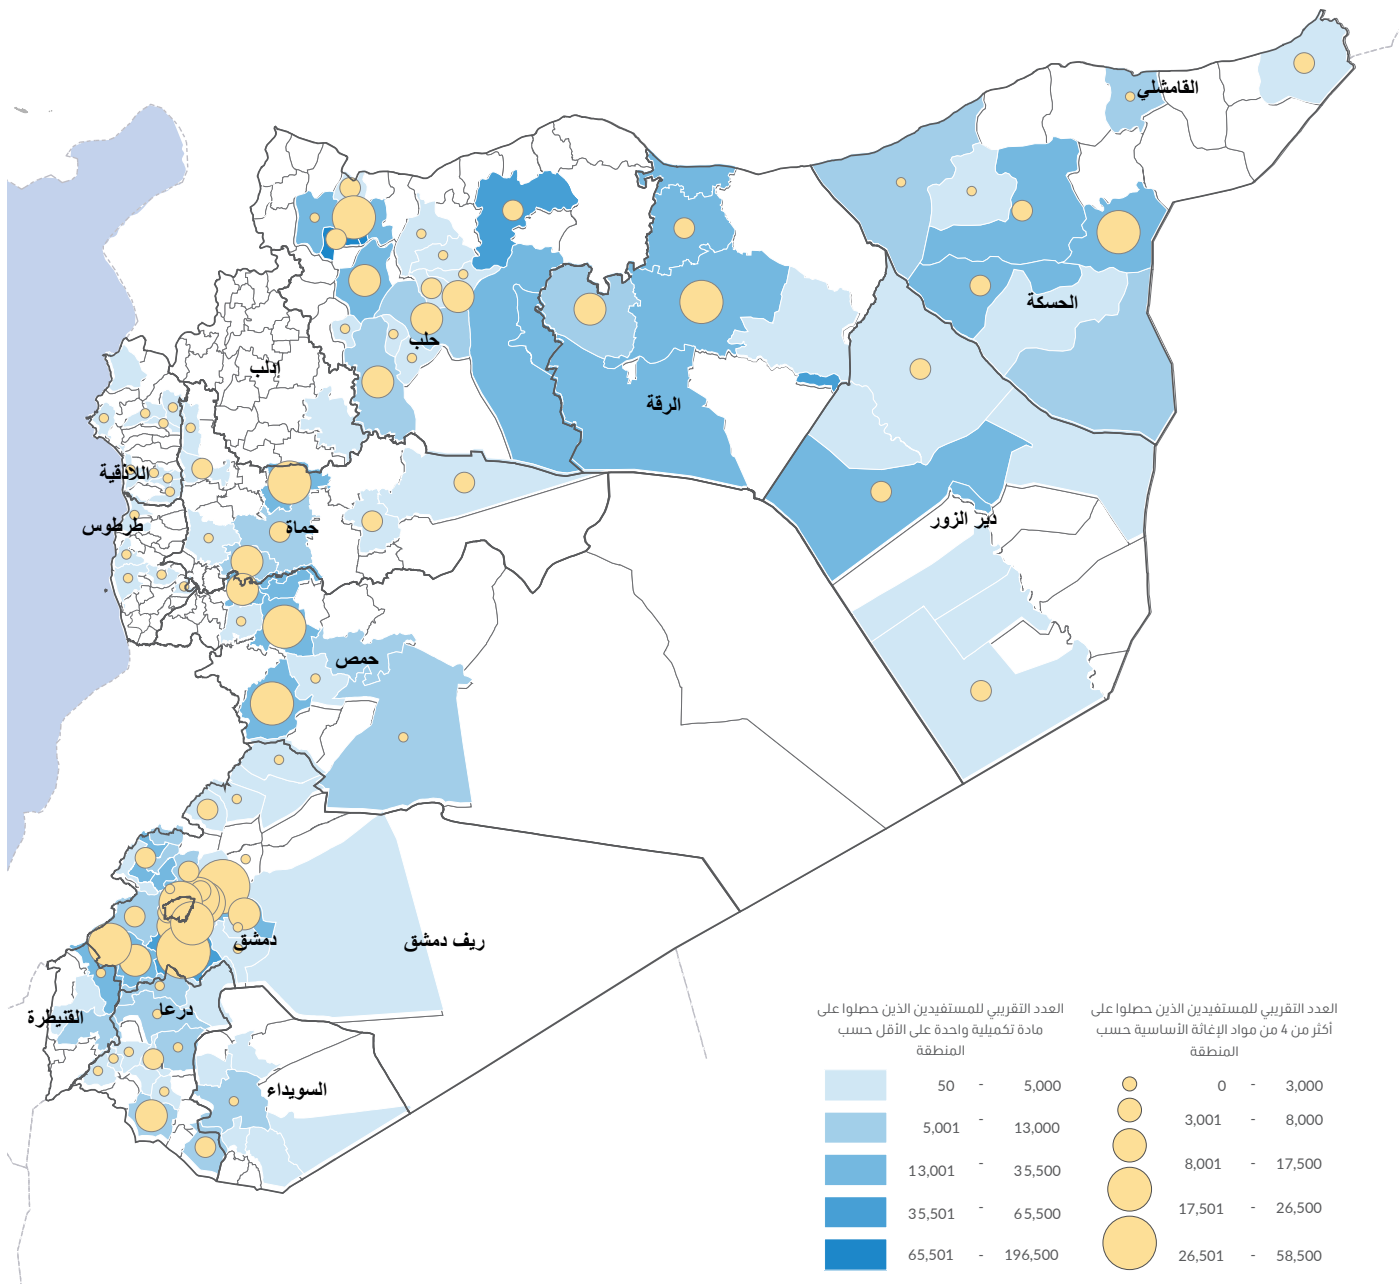 القامشلي
الحسكة
حلب
إدلب
الرقة
اللاذقية
طرطوس
حماة
دير الزور
حمص
دمشق
ريف دمشق
درعا
القنيطرة
السويداء
العدد التقريبي للمستفيدين الذين حصلوا على
مادة تكميلية واحدة على الأقل حسب
المنطقة
50 - 5,000
5,001 - 13,000
13,001 - 35,500
35,501 - 65,500
65,501 - 196,500
العدد التقريبي للمستفيدين الذين حصلوا على
أكثر من 4 من مواد الإغاثة الأساسية حسب
المنطقة
0 - 3,000
3,001 - 8,000
8,001 - 17,500
17,501 - 26,500
26,501 - 58,500